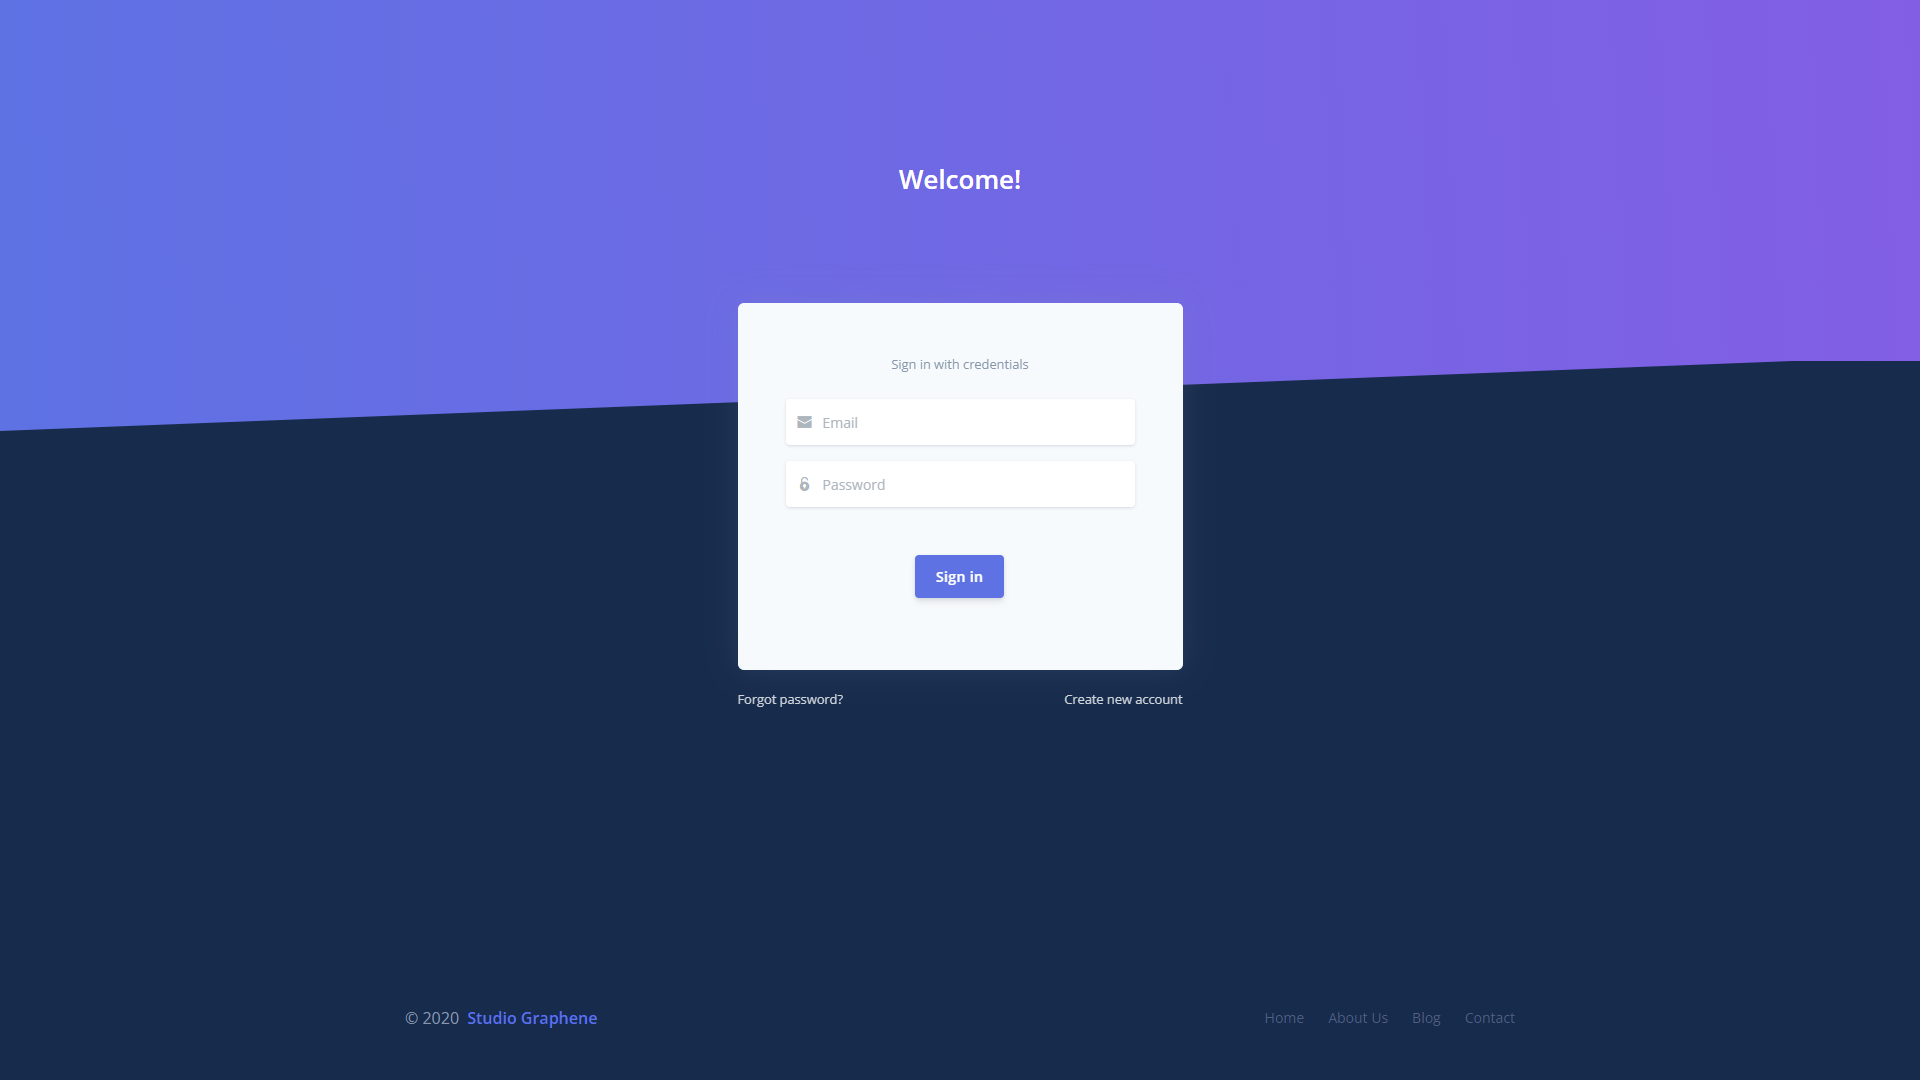 Welcome!
Sign in with credentials
Email
Password
Sign in
Forgot password? Create new account
© 2020 Studio Graphene Home About Us Blog Contact